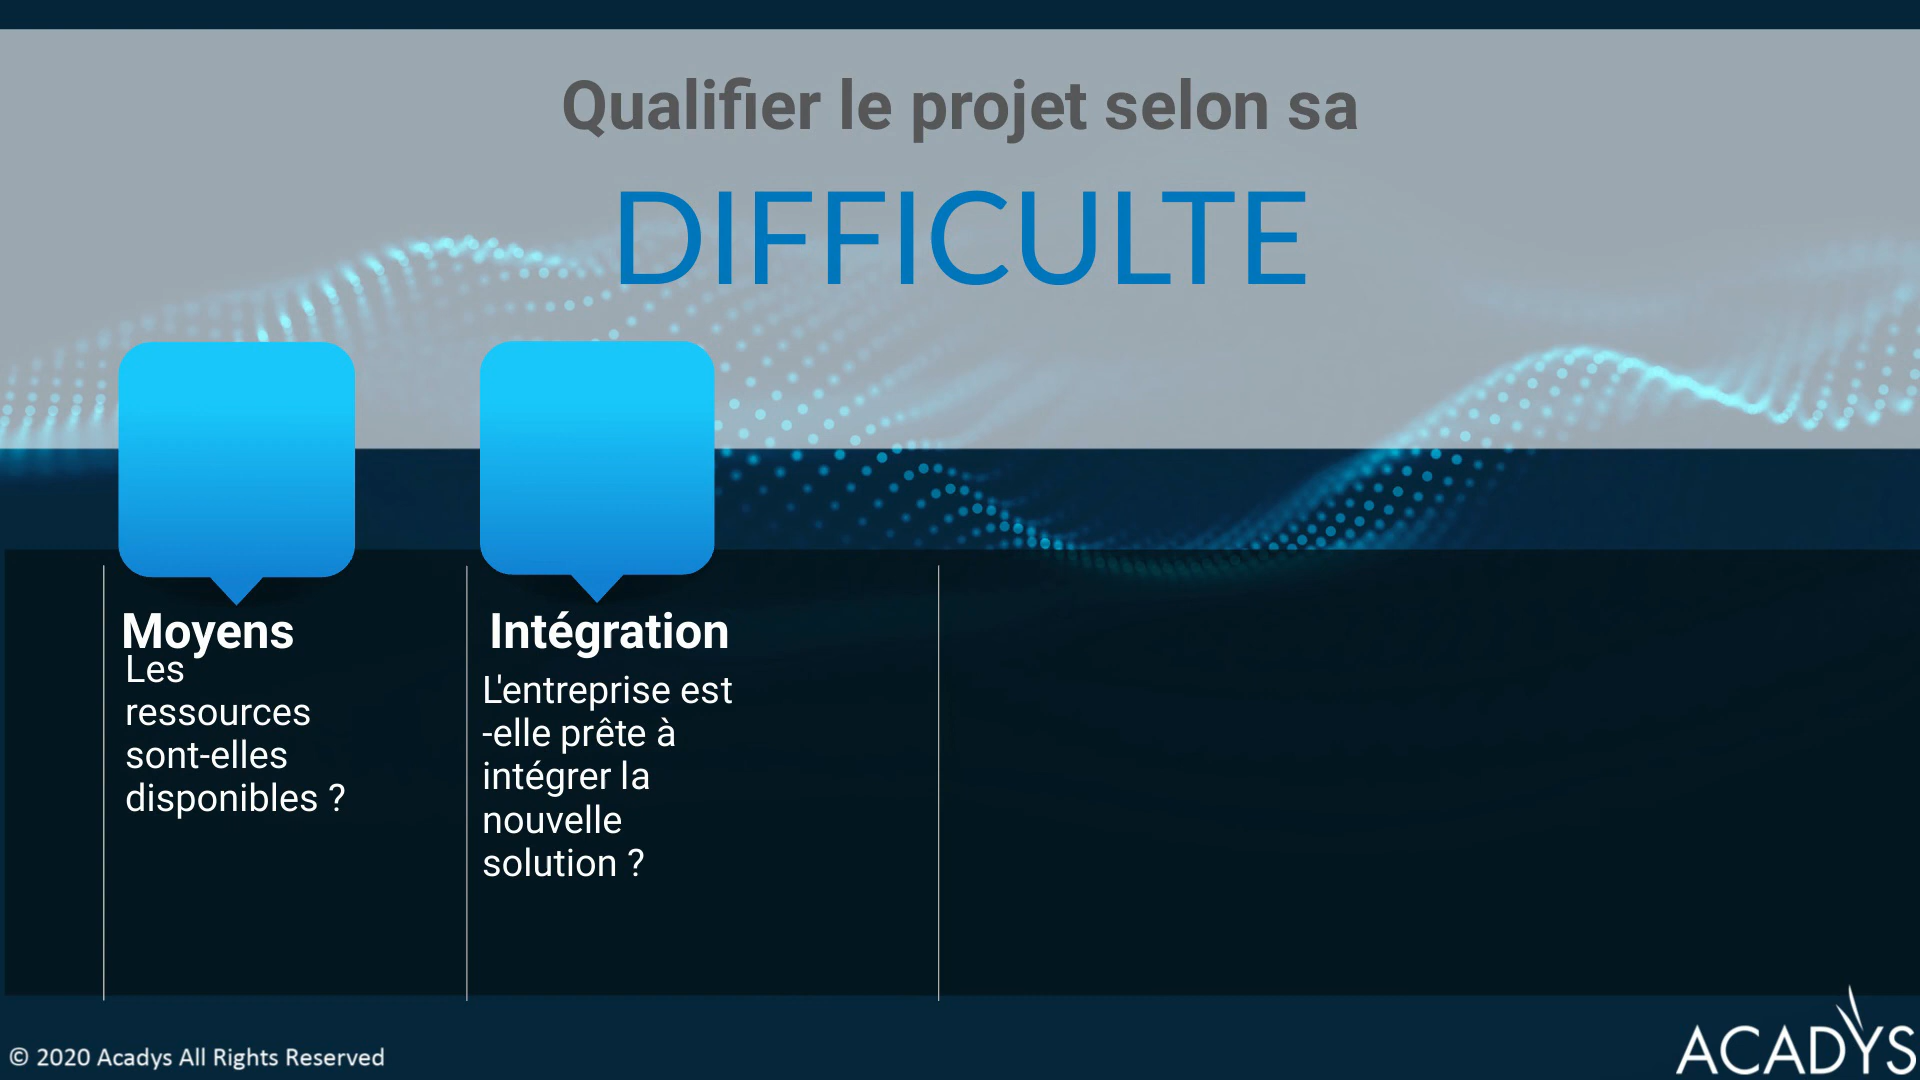 Qualifier le projet selon sa
DIFFICULTE
Moyens
Les
ressources
sont-elles
disponibles ?
Intégration
L'entreprise est
-elle prête à
intégrer la
nouvelle
solution ?
© 2020 Acadys All Rights Reserved
ACADYS